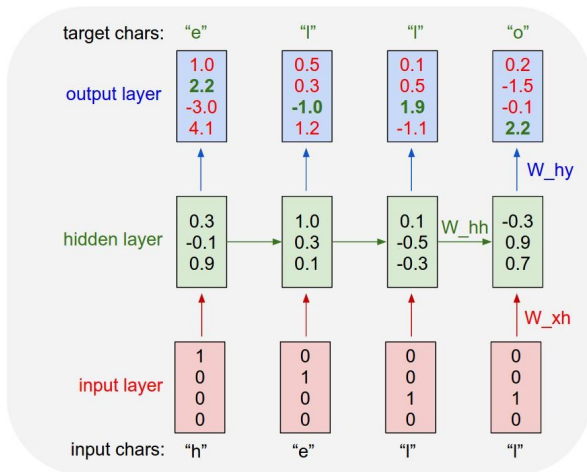 target chars: “e” “l” “l” “o”
output layer
1.0 0.5 0.1 0.2
2.2 0.3 0.5 -1.5
-3.0 -1.0 1.9 -0.1
4.1 1.2 -1.1 2.2
W_hy
hidden layer
0.3 1.0 0.1 -0.3
-0.1 0.3 -0.5 0.9
0.9 0.1 -0.3 0.7
W_hh
W_xh
input layer
1 0 0 0
0 1 0 0
0 0 1 1
0 0 0 0
input chars: “h” “e” “l” “l”